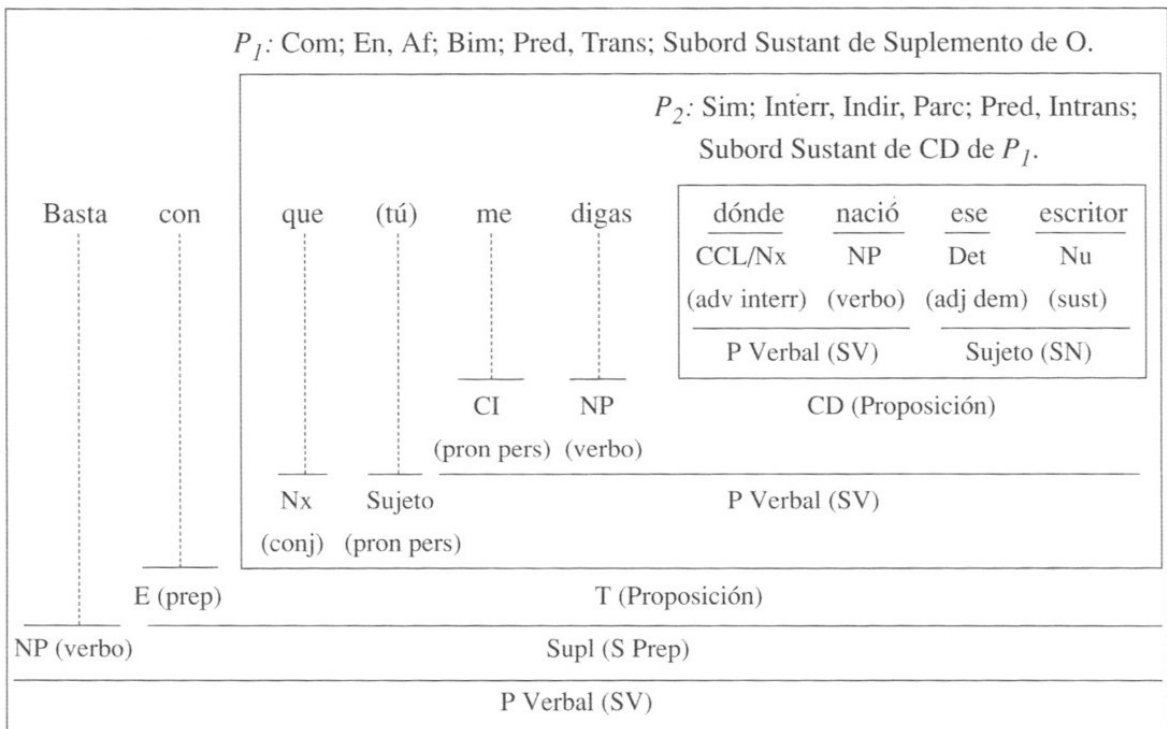 P1: Com; En, Af; Bim; Pred, Trans; Subord Sustant de Suplemento de O.
P2: Sim; Interr, Indir, Parc; Pred, Intrans;
Subord Sustant de CD de P1.
Basta con que (tú) me digas dónde nació ese escritor
CCL/Nx NP Det Nu
(adv interr) (verbo) (adj dem) (sust)
P Verbal (SV) Sujeto (SN)
CI NP CD (Proposición)
(pron pers) (verbo)
Nx Sujeto P Verbal (SV)
(conj) (pron pers)
E (prep) T (Proposición)
NP (verbo) Supl (S Prep)
P Verbal (SV)